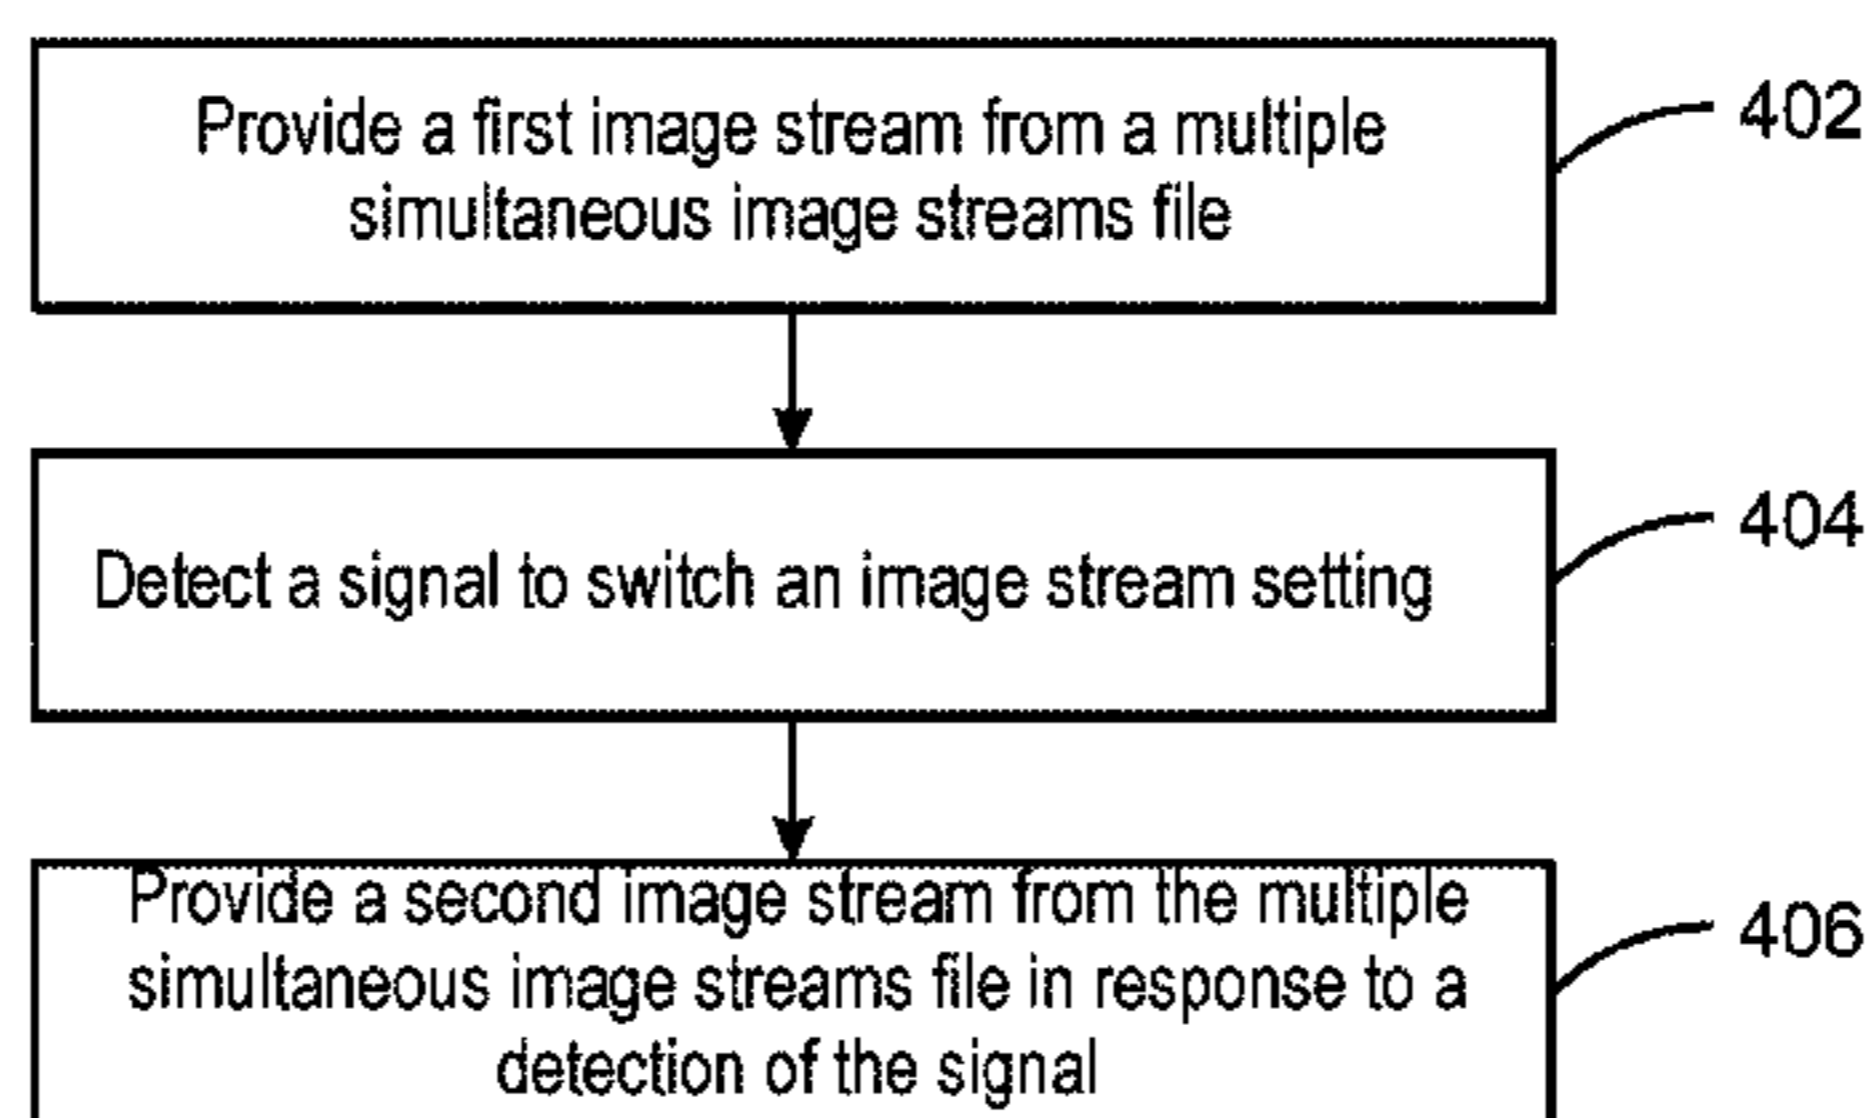 Provide a first image stream from a multiple
simultaneous image streams file
402
Detect a signal to switch an image stream setting
404
Provide a second image stream from the multiple
simultaneous image streams file in response to a
detection of the signal
406